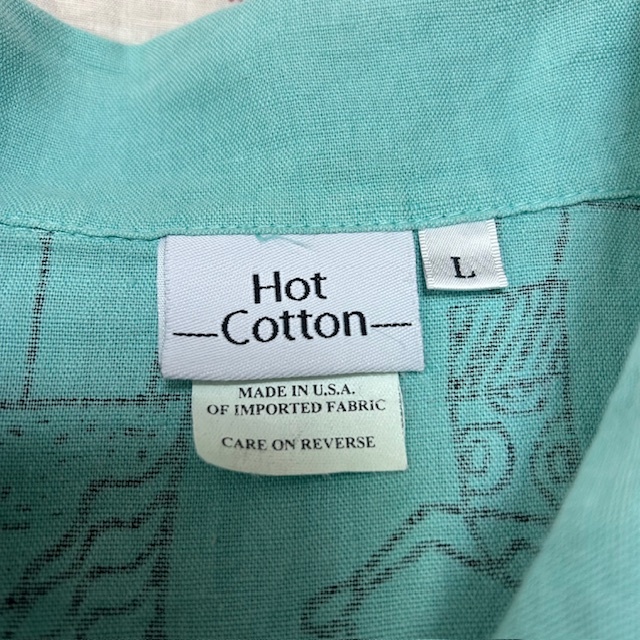 Hot
Cotton
L
MADE IN U.S.A.
OF IMPORTED FABRIC
CARE ON REVERSE